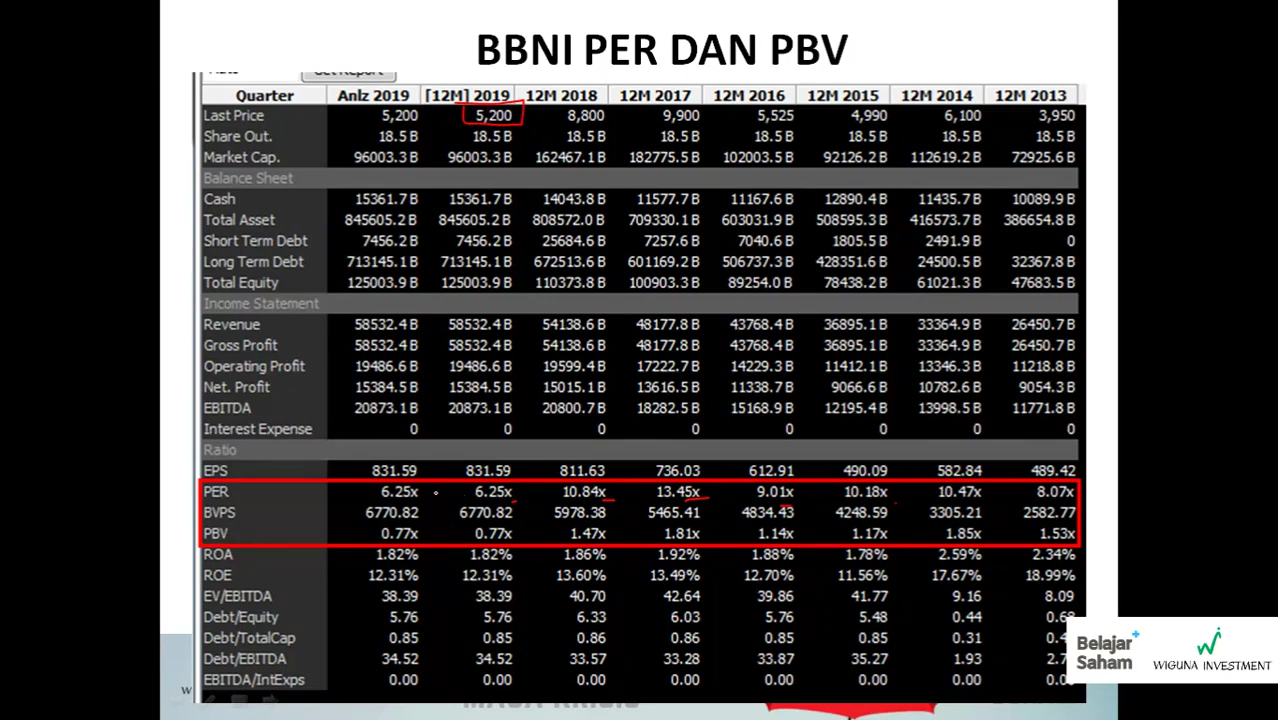 BBNI PER DAN PBV
Get Report
Quarter Anlz 2019 [12M] 2019 12M 2018 12M 2017 12M 2016 12M 2015 12M 2014 12M 2013
Last Price 5,200 5,200 8,800 9,900 5,525 4,990 6,100 3,950
Share Out. 18.5 B 18.5 B 18.5 B 18.5 B 18.5 B 18.5 B 18.5 B 18.5 B
Market Cap. 96003.3 B 96003.3 B 162467.1 B 182775.5 B 102003.5 B 92126.2 B 112619.2 B 72925.6 B
Balance Sheet
Cash 15361.7 B 15361.7 B 14043.8 B 11577.7 B 11167.6 B 12890.4 B 11435.7 B 10089.9 B
Total Asset 845605.2 B 845605.2 B 808572.0 B 709330.1 B 603031.9 B 508595.3 B 416573.7 B 386654.8 B
Short Term Debt 7456.2 B 7456.2 B 25684.6 B 7257.6 B 7040.6 B 1805.5 B 2491.9 B 0
Long Term Debt 713145.1 B 713145.1 B 672513.6 B 601169.2 B 506737.3 B 428351.6 B 24500.5 B 32367.8 B
Total Equity 125003.9 B 125003.9 B 110373.8 B 100903.3 B 89254.0 B 78438.2 B 61021.3 B 47683.5 B
Income Statement
Revenue 58532.4 B 58532.4 B 54138.6 B 48177.8 B 43768.4 B 36895.1 B 33364.9 B 26450.7 B
Gross Profit 58532.4 B 58532.4 B 54138.6 B 48177.8 B 43768.4 B 36895.1 B 33364.9 B 26450.7 B
Operating Profit 19486.6 B 19486.6 B 19599.4 B 17222.7 B 14229.3 B 11412.1 B 13346.3 B 11218.8 B
Net. Profit 15384.5 B 15384.5 B 15015.1 B 13616.5 B 11338.7 B 9066.6 B 10782.6 B 9054.3 B
EBITDA 20873.1 B 20873.1 B 20800.7 B 18282.5 B 15168.9 B 12195.4 B 13998.5 B 11771.8 B
Interest Expense 0 0 0 0 0 0 0 0
Ratio
EPS 831.59 831.59 811.63 736.03 612.91 490.09 582.84 489.42
PER 6.25x 6.25x 10.84x 13.45x 9.01x 10.18x 10.47x 8.07x
BVPS 6770.82 6770.82 5978.38 5465.41 4834.43 4248.59 3305.21 2582.77
PBV 0.77x 0.77x 1.47x 1.81x 1.14x 1.17x 1.85x 1.53x
ROA 1.82% 1.82% 1.86% 1.92% 1.88% 1.78% 2.59% 2.34%
ROE 12.31% 12.31% 13.60% 13.49% 12.70% 11.56% 17.67% 18.99%
EV/EBITDA 38.39 38.39 40.70 42.64 39.86 41.77 9.16 8.09
Debt/Equity 5.76 5.76 6.33 6.03 5.76 5.48 0.44
Debt/TotalCap 0.85 0.85 0.86 0.86 0.85 0.85 0.31
Debt/EBITDA 34.52 34.52 33.57 33.28 33.87 35.27 1.93
EBITDA/IntExps 0.00 0.00 0.00 0.00 0.00 0.00 0.00 0.00
Belajar+
Saham
WIGUNA INVESTMENT